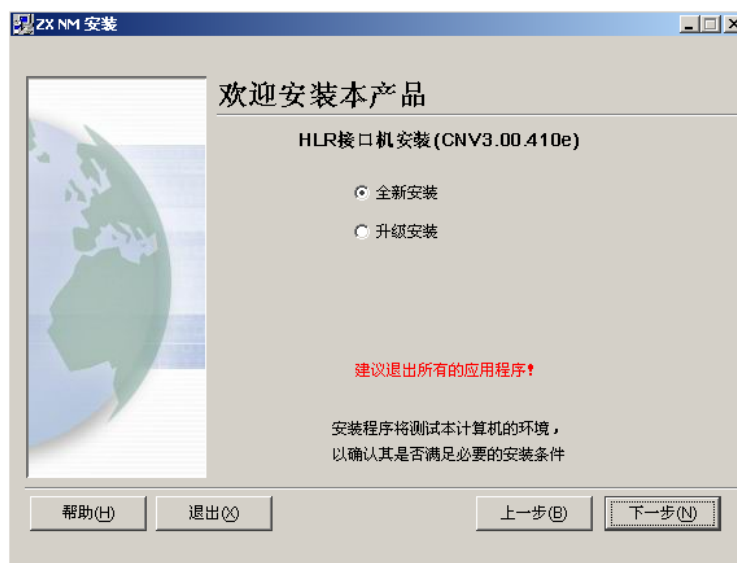 ZX NM 安装
欢迎安装本产品
HLR接口机安装(CNV3.00.410e)
全新安装
升级安装
建议退出所有的应用程序!
安装程序将测试本计算机的环境，
以确认其是否满足必要的安装条件
帮助(H) 退出(X) 上一步(B) 下一步(N)